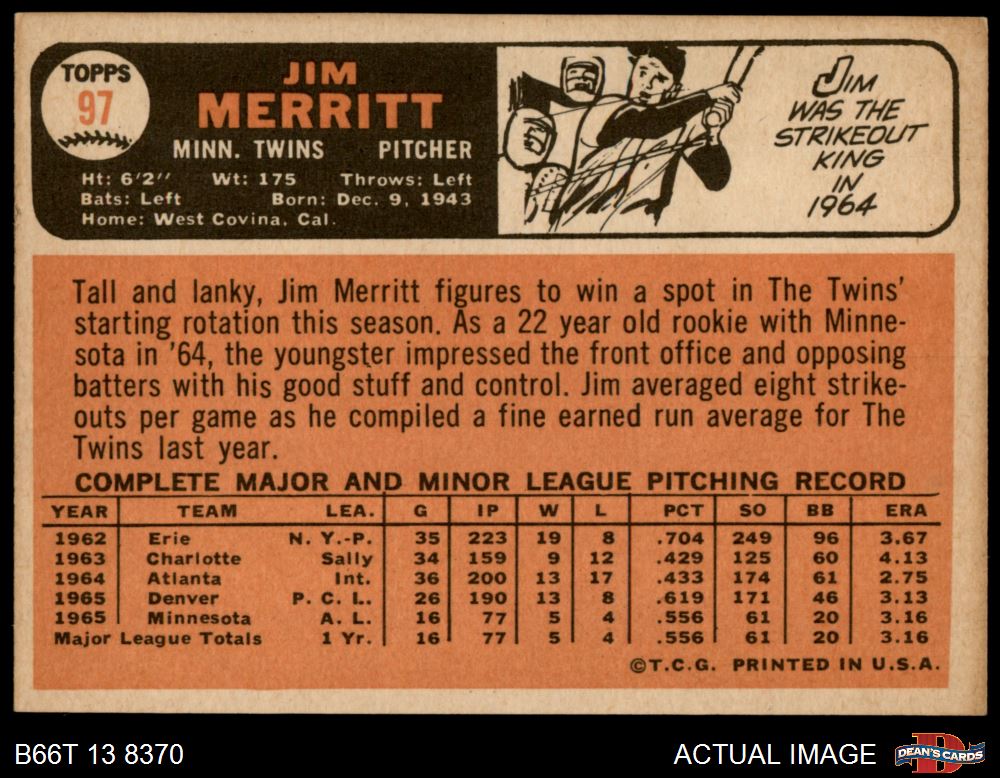 TOPPS
97
JIM
MERRITT
MINN. TWINS PITCHER
Ht: 6'2" Wt: 175 Throws: Left
Bats: Left Born: Dec. 9, 1943
Home: West Covina, Cal.
JIM
WAS THE
STRIKEOUT
KING
IN
1964
Tall and lanky, Jim Merritt figures to win a spot in The Twins'
starting rotation this season. As a 22 year old rookie with Minne-
sota in '64, the youngster impressed the front office and opposing
batters with his good stuff and control. Jim averaged eight strike-
outs per game as he compiled a fine earned run average for The
Twins last year.
COMPLETE MAJOR AND MINOR LEAGUE PITCHING RECORD
YEAR TEAM LEA. G IP W L PCT SO BB ERA
1962 Erie N. Y.-P. 35 223 19 8 .704 249 96 3.67
1963 Charlotte Sally 34 159 9 12 .429 125 60 4.13
1964 Atlanta Int. 36 200 13 17 .433 174 61 2.75
1965 Denver P. C. L. 26 190 13 8 .619 171 46 3.13
1965 Minnesota A. L. 16 77 5 4 .556 61 20 3.16
Major League Totals 1 Yr. 16 77 5 4 .556 61 20 3.16
©T.C.G. PRINTED IN U.S.A.
B66T 13 8370
ACTUAL IMAGE
DEAN'S CARDS